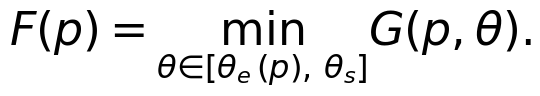 F(p) = min_{θ∈[θ_e(p), θ_s]} G(p, θ).